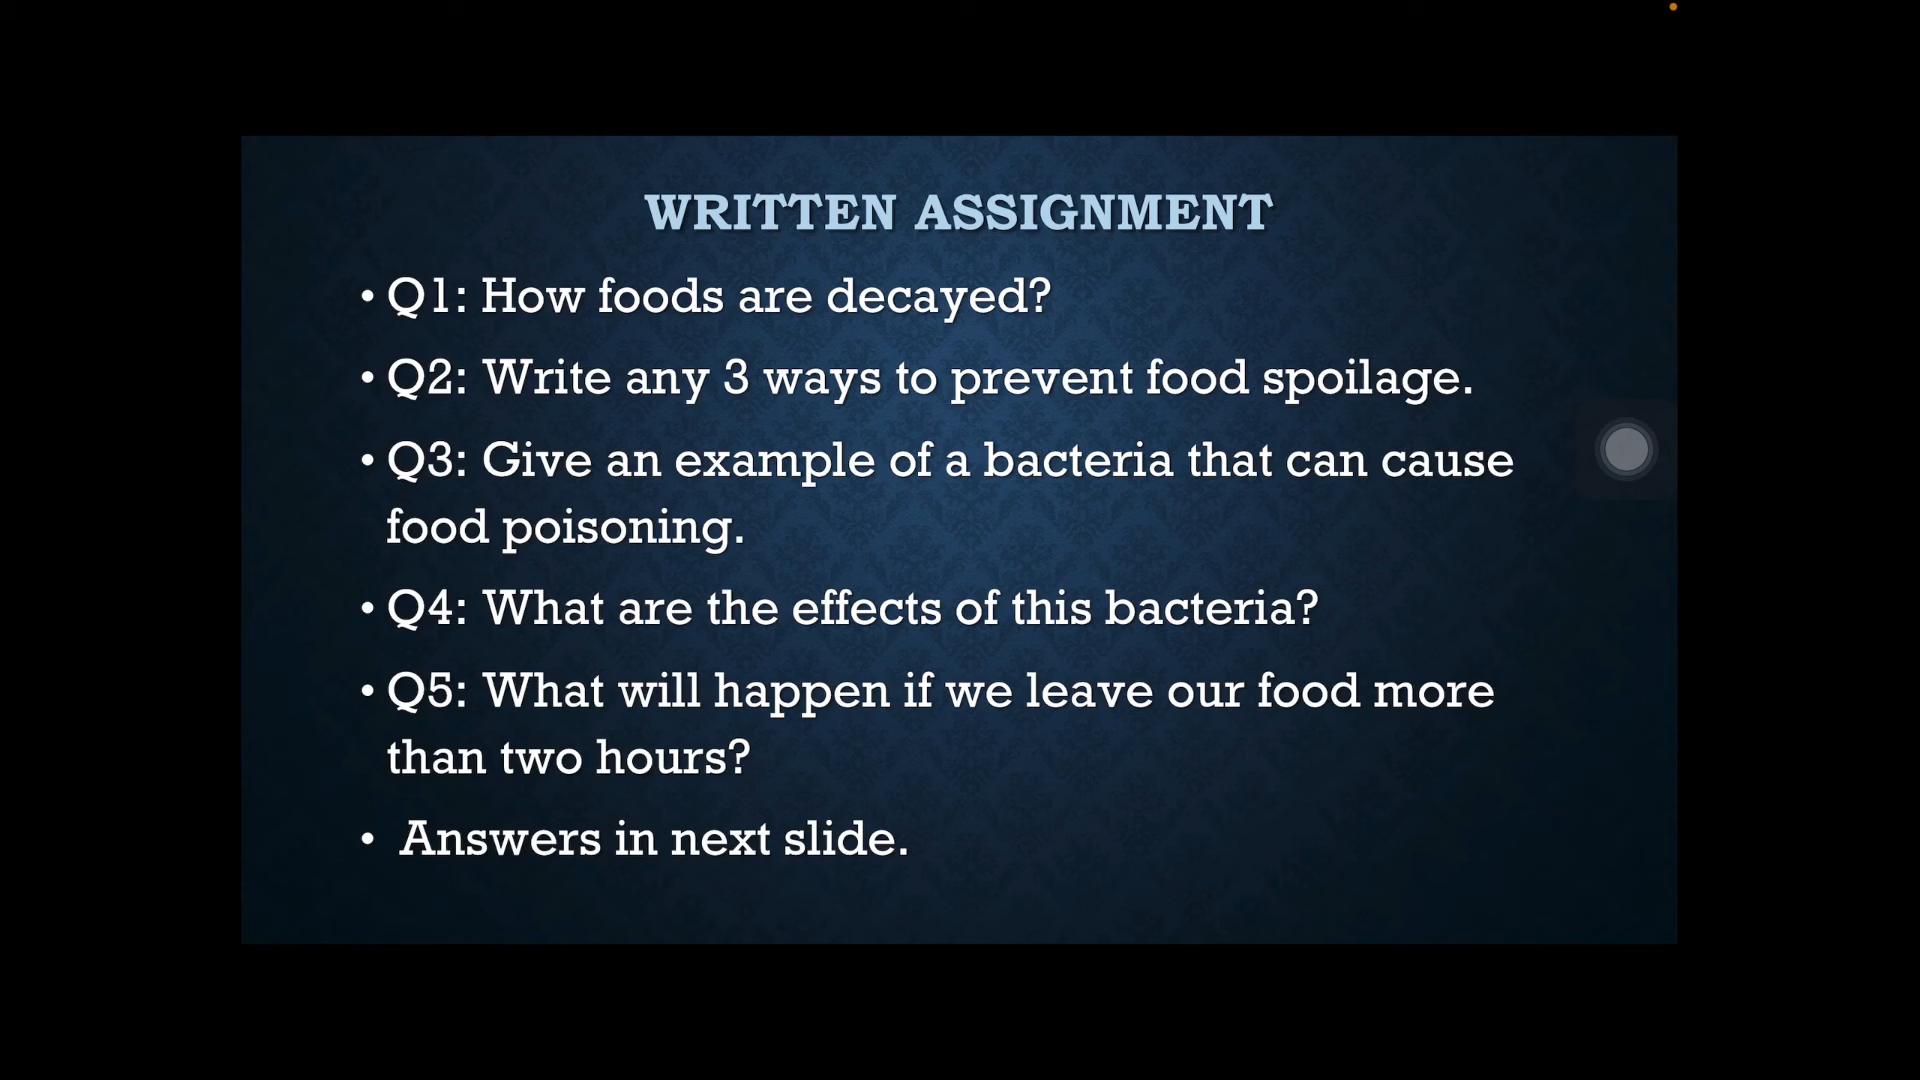 WRITTEN ASSIGNMENT
• Q1: How foods are decayed?
• Q2: Write any 3 ways to prevent food spoilage.
• Q3: Give an example of a bacteria that can cause
food poisoning.
• Q4: What are the effects of this bacteria?
• Q5: What will happen if we leave our food more
than two hours?
• Answers in next slide.